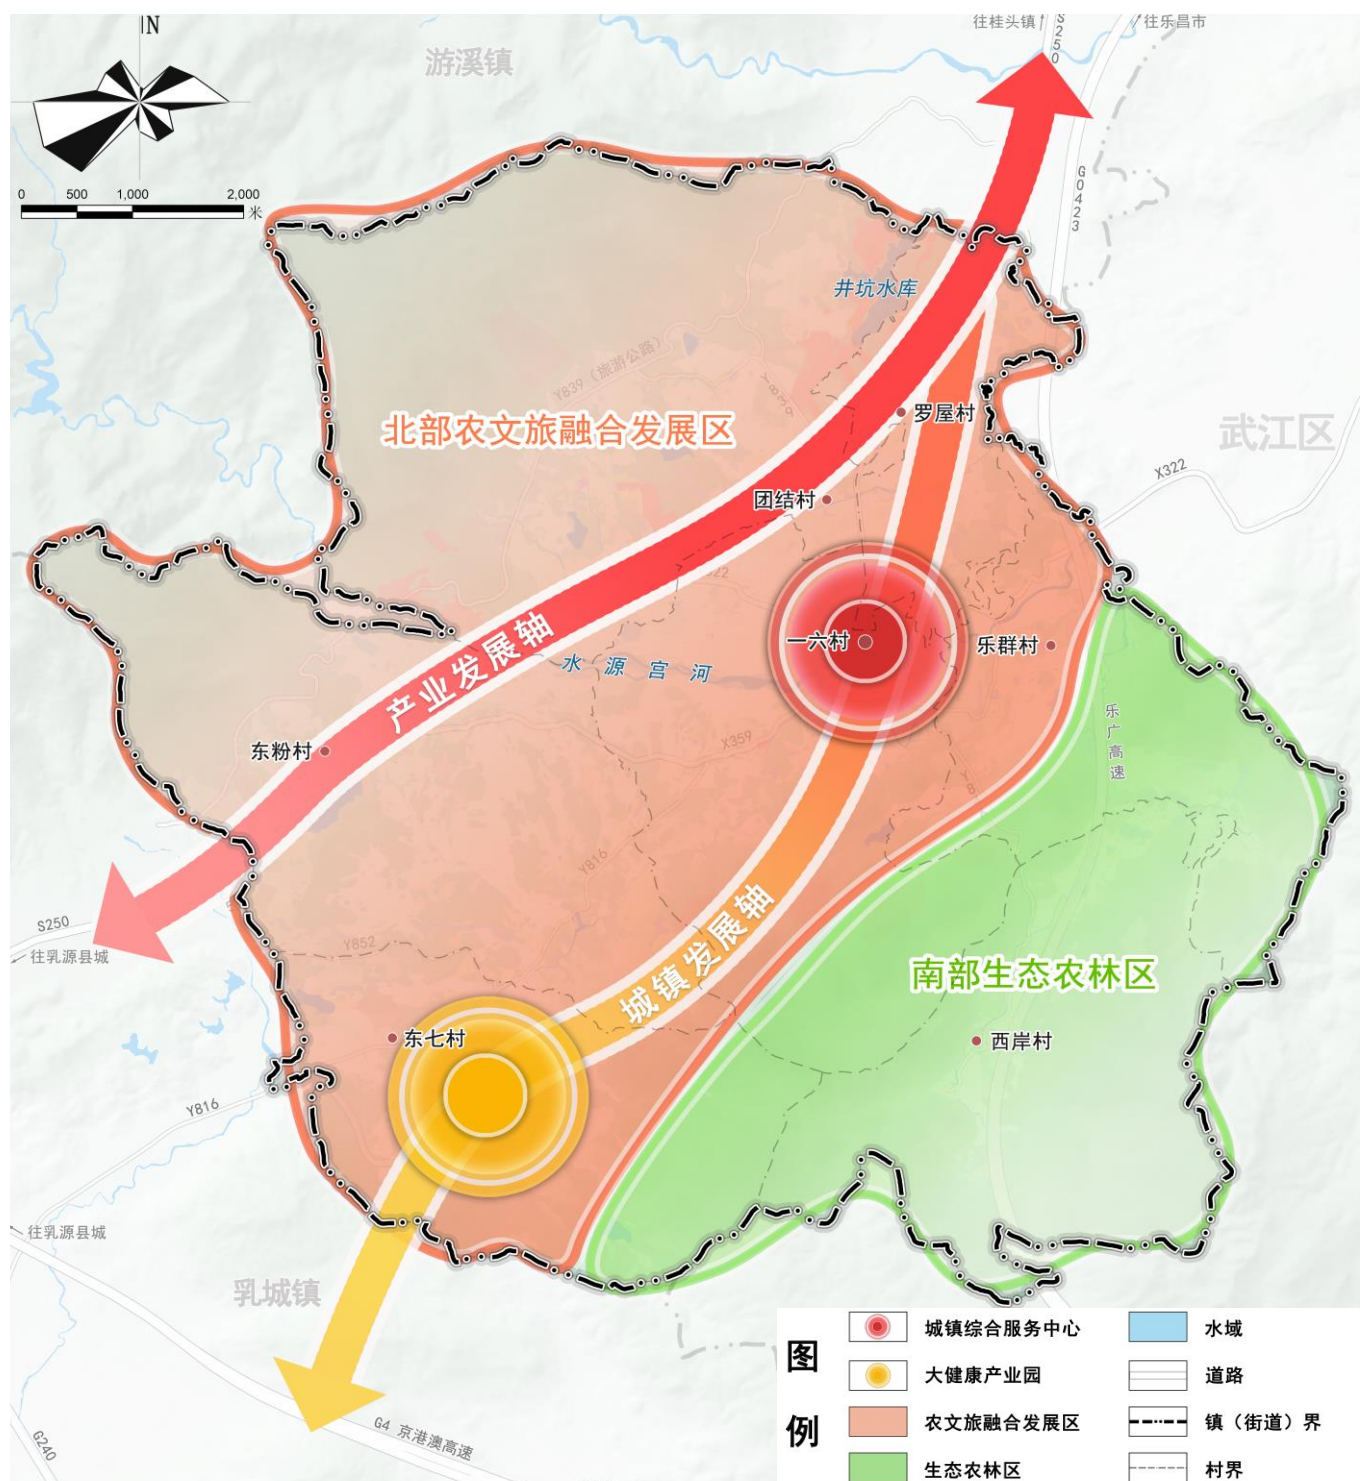 往桂头镇
S250
往乐昌市
N
游溪镇
0 500 1,000 2,000
米
G0423
井坑水库
Y839（旅游公路）
北部农文旅融合发展区
罗屋村
武江区
X322
团结村
产业发展轴
一六村
乐群村
水源宫河
东粉村
X359
乐广高速
Y816
城镇发展轴
S250
往乳源县城
Y852
南部生态农林区
东七村
西岸村
Y816
往乳源县城
乳城镇
G4 京港澳高速
G240
图例
城镇综合服务中心
水域
大健康产业园
道路
农文旅融合发展区
镇（街道）界
生态农林区
村界